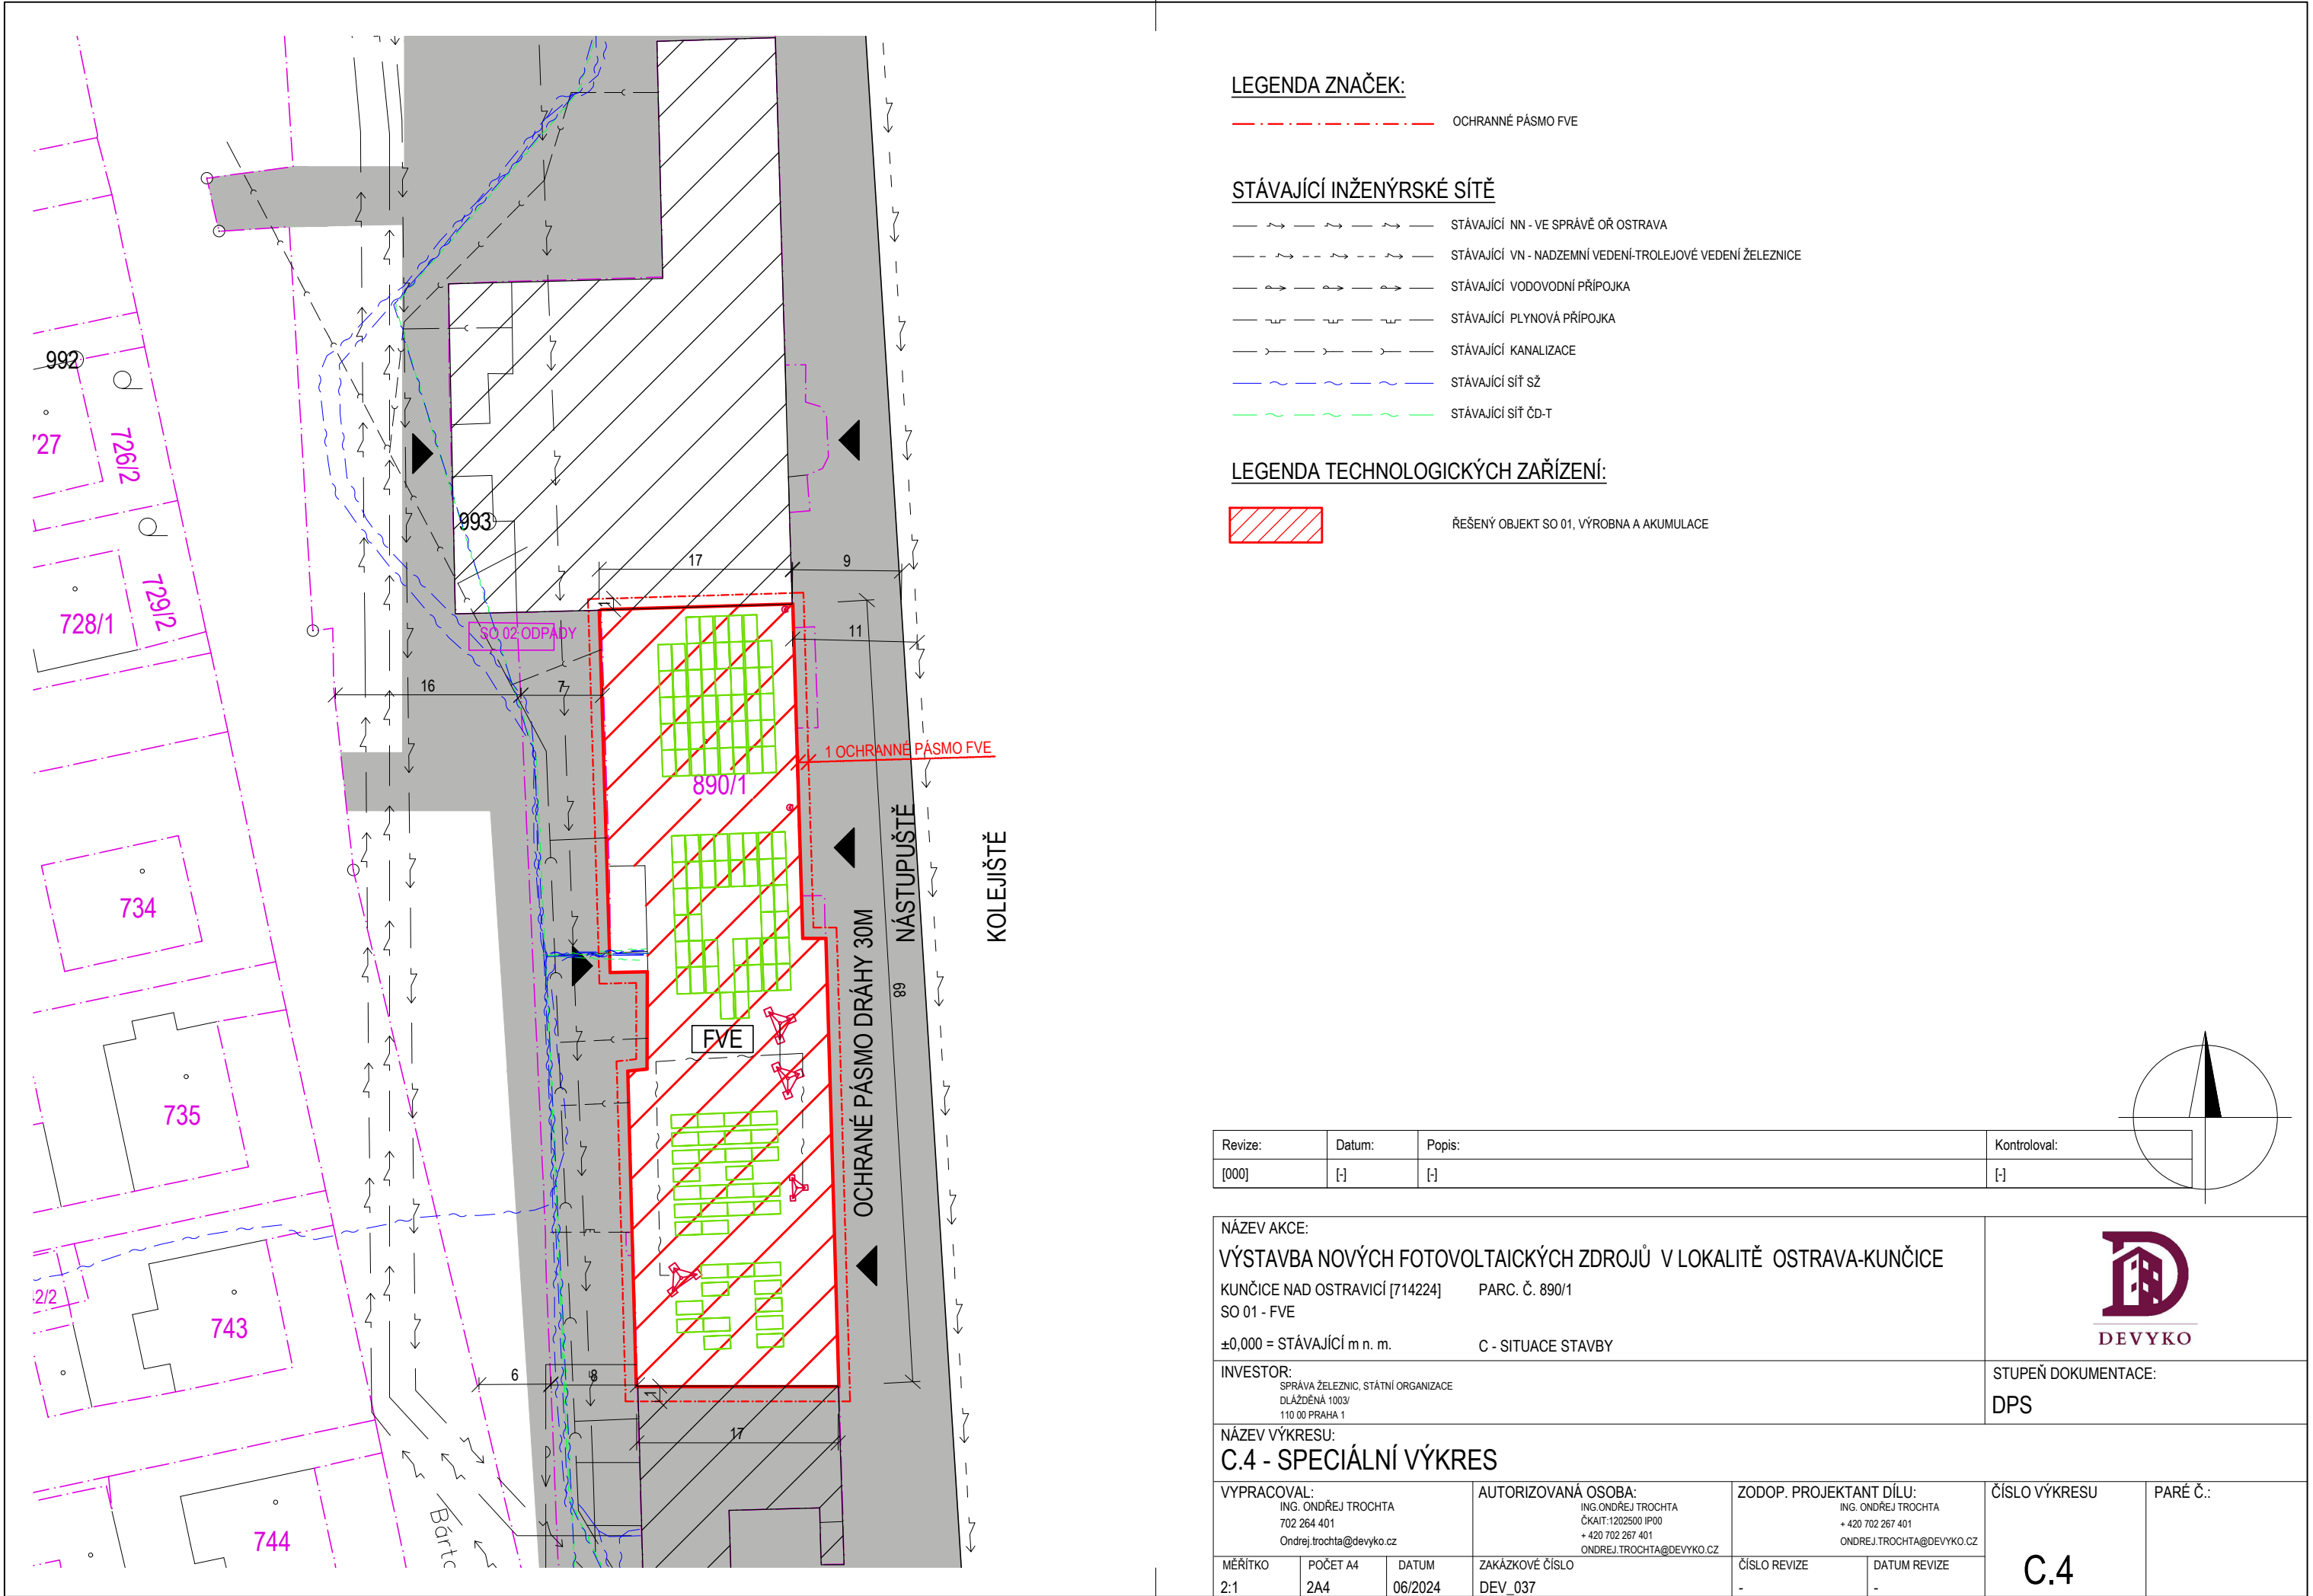 992
727
726/2
993
728/1
729/2
SO 02 ODPADY
17
9
1
11
16
7
1 OCHRANNÉ PÁSMO FVE
890/1
734
NÁSTUPUŠTĚ
KOLEJIŠTĚ
OCHRANÉ PÁSMO DRÁHY 30M
68
FVE
735
743
6
8
1
17
744
LEGENDA ZNAČEK:
OCHRANNÉ PÁSMO FVE
STÁVAJÍCÍ INŽENÝRSKÉ SÍTĚ
STÁVAJÍCÍ NN - VE SPRÁVĚ OŘ OSTRAVA
STÁVAJÍCÍ VN - NADZEMNÍ VEDENÍ-TROLEJOVÉ VEDENÍ ŽELEZNICE
STÁVAJÍCÍ VODOVODNÍ PŘÍPOJKA
STÁVAJÍCÍ PLYNOVÁ PŘÍPOJKA
STÁVAJÍCÍ KANALIZACE
STÁVAJÍCÍ SÍŤ SŽ
STÁVAJÍCÍ SÍŤ ČD-T
LEGENDA TECHNOLOGICKÝCH ZAŘÍZENÍ:
ŘEŠENÝ OBJEKT SO 01, VÝROBNA A AKUMULACE
Revize: Datum: Popis: Kontroloval:
[000] [-] [-] [-]
NÁZEV AKCE:
VÝSTAVBA NOVÝCH FOTOVOLTAICKÝCH ZDROJŮ V LOKALITĚ OSTRAVA-KUNČICE
KUNČICE NAD OSTRAVICÍ [714224] PARC. Č. 890/1
SO 01 - FVE
±0,000 = STÁVAJÍCÍ m n. m. C - SITUACE STAVBY
DEVYKO
INVESTOR:
SPRÁVA ŽELEZNIC, STÁTNÍ ORGANIZACE
DLÁŽDĚNÁ 1003/
110 00 PRAHA 1
STUPEŇ DOKUMENTACE:
DPS
NÁZEV VÝKRESU:
C.4 - SPECIÁLNÍ VÝKRES
VYPRACOVAL:
ING. ONDŘEJ TROCHTA
702 264 401
Ondrej.trochta@devyko.cz
AUTORIZOVANÁ OSOBA:
ING.ONDŘEJ TROCHTA
ČKAIT:1202500 IP00
+ 420 702 267 401
ONDREJ.TROCHTA@DEVYKO.CZ
ZODOP. PROJEKTANT DÍLU:
ING. ONDŘEJ TROCHTA
+ 420 702 267 401
ONDREJ.TROCHTA@DEVYKO.CZ
ČÍSLO VÝKRESU
C.4
PARÉ Č.:
MĚŘÍTKO POČET A4 DATUM ZAKÁZKOVÉ ČÍSLO ČÍSLO REVIZE DATUM REVIZE
2:1 2A4 06/2024 DEV_037 - -